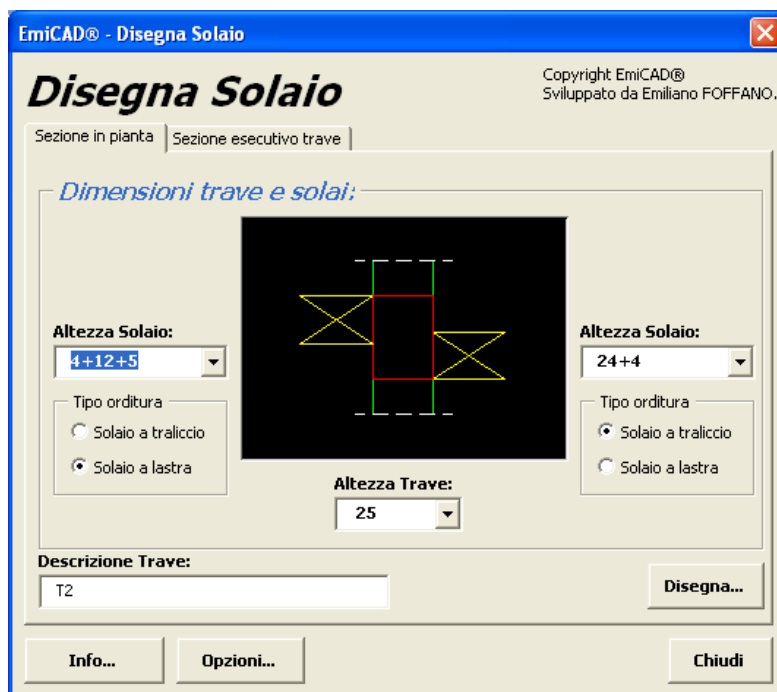 EmiCAD® - Disegna Solaio
Disegna Solaio
Copyright EmiCAD®
Sviluppato da Emiliano FOFFANO.
Sezione in pianta
Sezione esecutivo trave
Dimensioni trave e solai:
Altezza Solaio:
4+12+5
Tipo orditura
Solaio a traliccio
Solaio a lastra
Altezza Trave:
25
Altezza Solaio:
24+4
Tipo orditura
Solaio a traliccio
Solaio a lastra
Descrizione Trave:
T2
Disegna...
Info...
Opzioni...
Chiudi